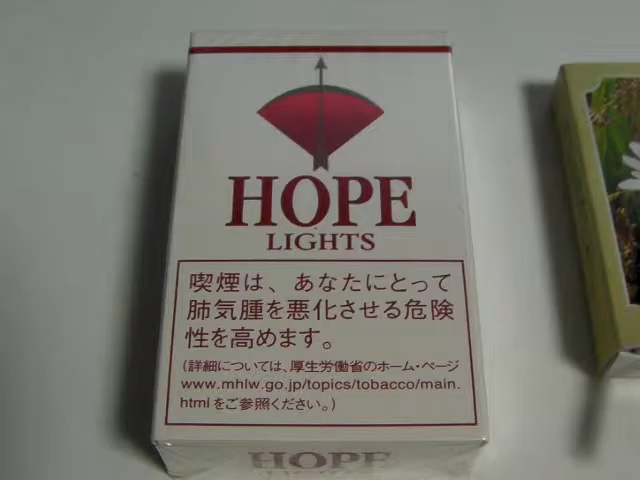 HOPE
LIGHTS
喫煙は、あなたにとって
肺気腫を悪化させる危険
性を高めます。
(詳細については、厚生労働省のホーム・ページ
www.mhlw.go.jp/topics/tobacco/main.
htmlをご参照ください。)
HOPE
LIGHTS